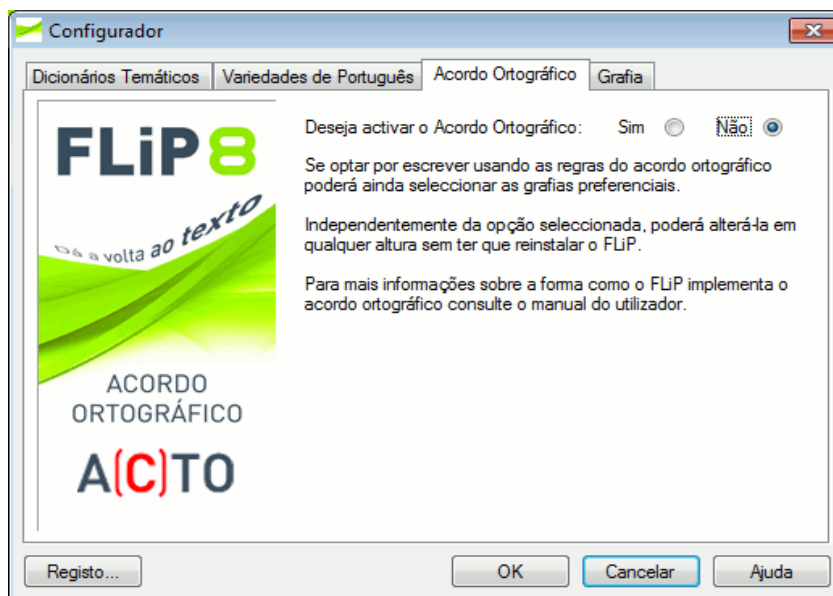 Configurador
Dicionários Temáticos Variedades de Português Acordo Ortográfico Grafia
FLiP8
Dá a volta ao texto
ACORDO
ORTOGRÁFICO
A(C)TO
Deseja activar o Acordo Ortográfico: Sim Não
Se optar por escrever usando as regras do acordo ortográfico
poderá ainda seleccionar as grafias preferenciais.
Independentemente da opção seleccionada, poderá alterá-la em
qualquer altura sem ter que reinstalar o FLiP.
Para mais informações sobre a forma como o FLiP implementa o
acordo ortográfico consulte o manual do utilizador.
Registo... OK Cancelar Ajuda